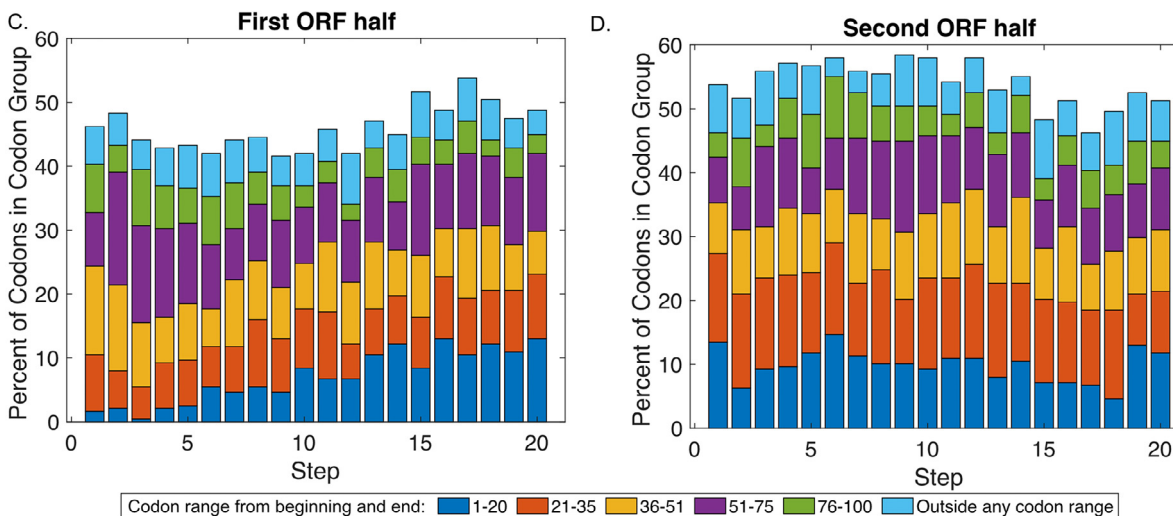 C.
First ORF half
Percent of Codons in Codon Group
60
50
40
30
20
10
0
0 5 10 15 20
Step
D.
Second ORF half
Percent of Codons in Codon Group
60
50
40
30
20
10
0
0 5 10 15 20
Step
Codon range from beginning and end: 1-20 21-35 36-51 51-75 76-100 Outside any codon range